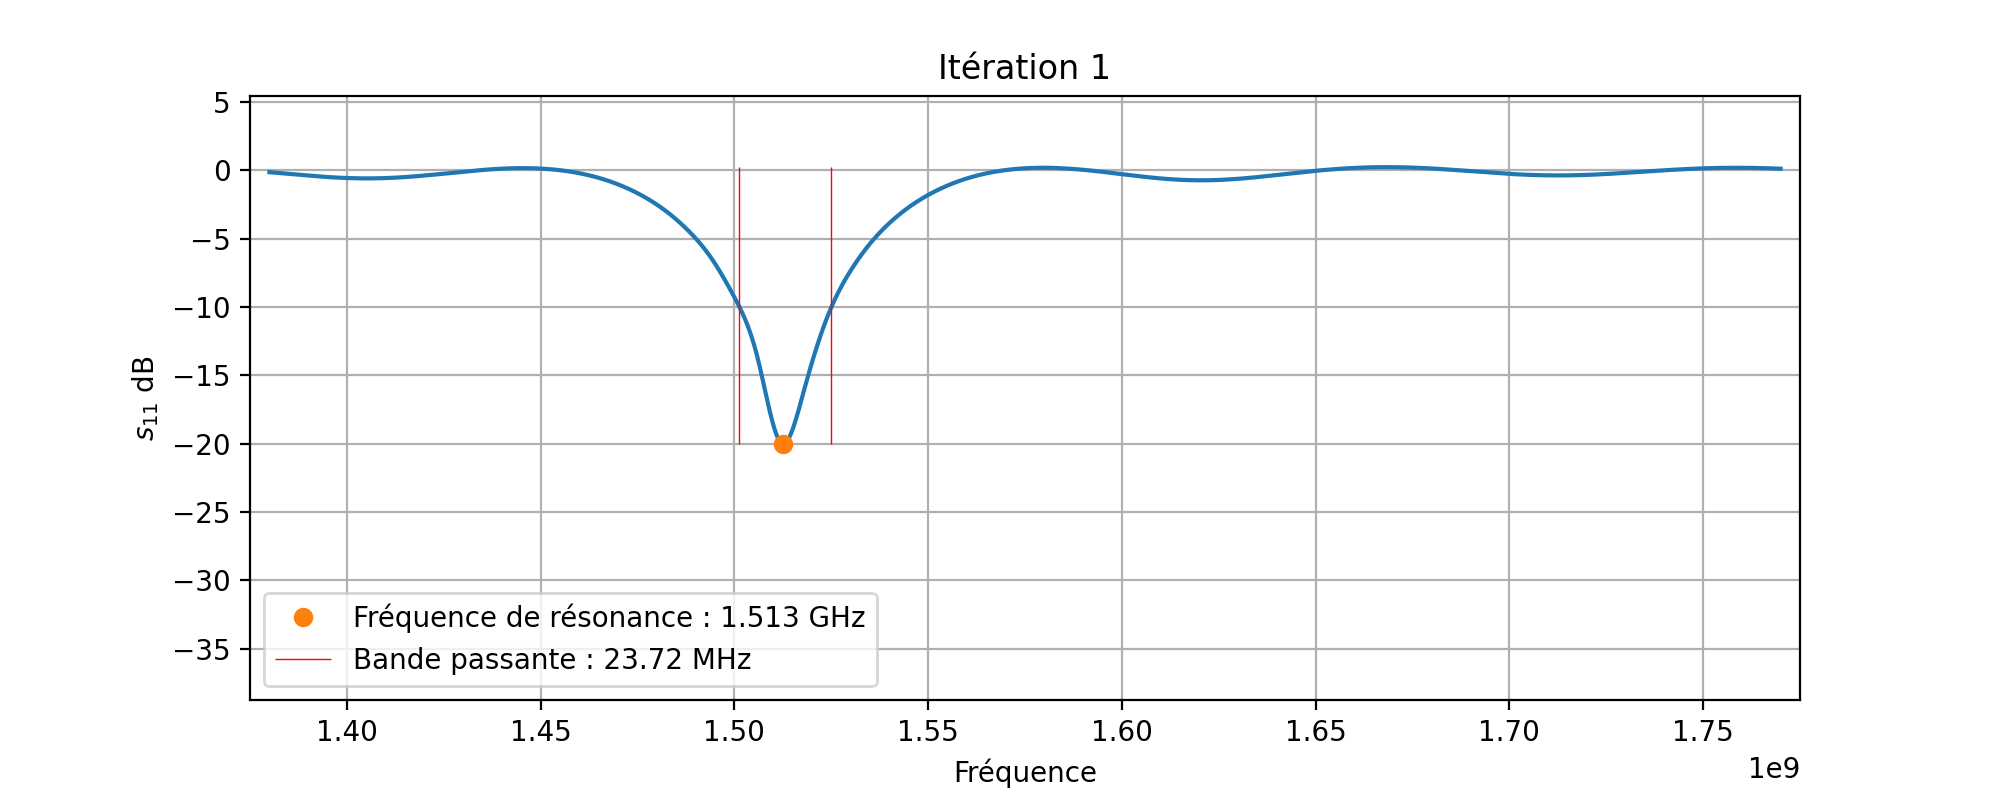 Itération 1
5
0
−5
−10
−15
−20
−25
−30
−35
s₁₁ dB
Fréquence de résonance : 1.513 GHz
Bande passante : 23.72 MHz
1.40 1.45 1.50 1.55 1.60 1.65 1.70 1.75
Fréquence
1e9